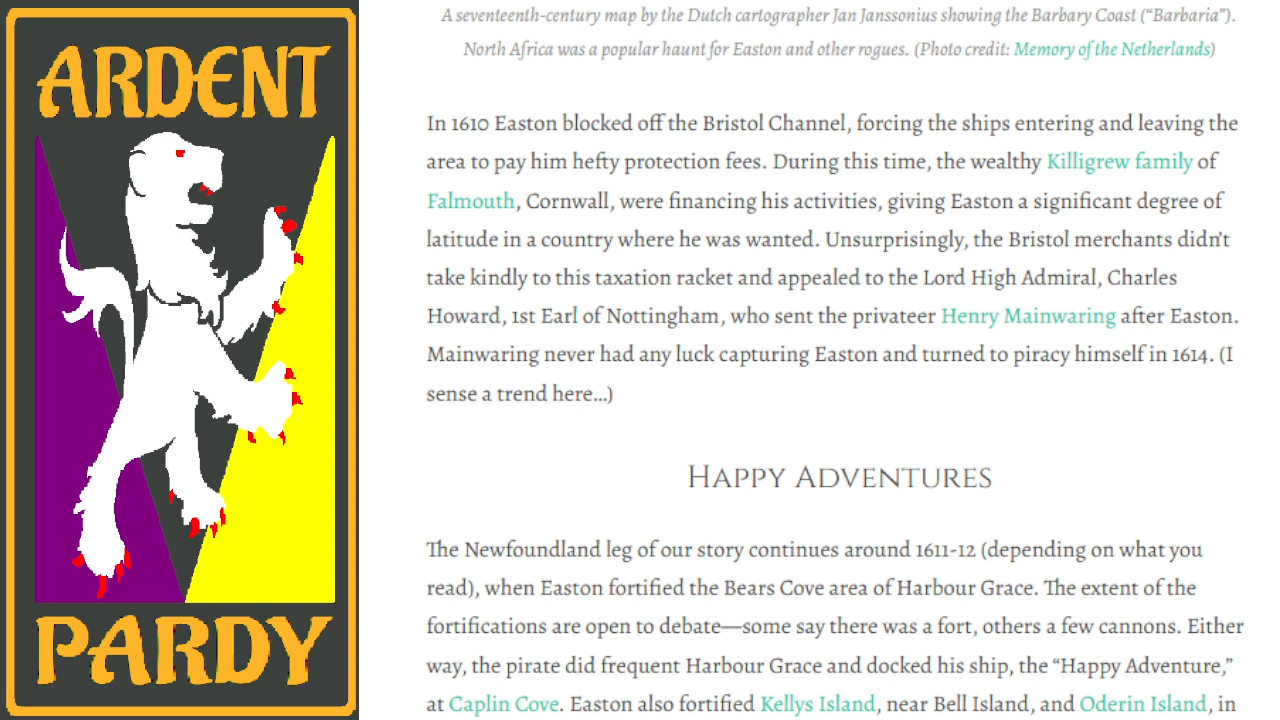 ARDENT
PARDY
A seventeenth-century map by the Dutch cartographer Jan Janssonius showing the Barbary Coast (“Barbaria”).
North Africa was a popular haunt for Easton and other rogues. (Photo credit: Memory of the Netherlands)
In 1610 Easton blocked off the Bristol Channel, forcing the ships entering and leaving the
area to pay him hefty protection fees. During this time, the wealthy Killigrew family of
Falmouth, Cornwall, were financing his activities, giving Easton a significant degree of
latitude in a country where he was wanted. Unsurprisingly, the Bristol merchants didn’t
take kindly to this taxation racket and appealed to the Lord High Admiral, Charles
Howard, 1st Earl of Nottingham, who sent the privateer Henry Mainwaring after Easton.
Mainwaring never had any luck capturing Easton and turned to piracy himself in 1614. (I
sense a trend here…)
Happy Adventures
The Newfoundland leg of our story continues around 1611-12 (depending on what you
read), when Easton fortified the Bears Cove area of Harbour Grace. The extent of the
fortifications are open to debate—some say there was a fort, others a few cannons. Either
way, the pirate did frequent Harbour Grace and docked his ship, the “Happy Adventure,”
at Caplin Cove. Easton also fortified Kellys Island, near Bell Island, and Oderin Island, in